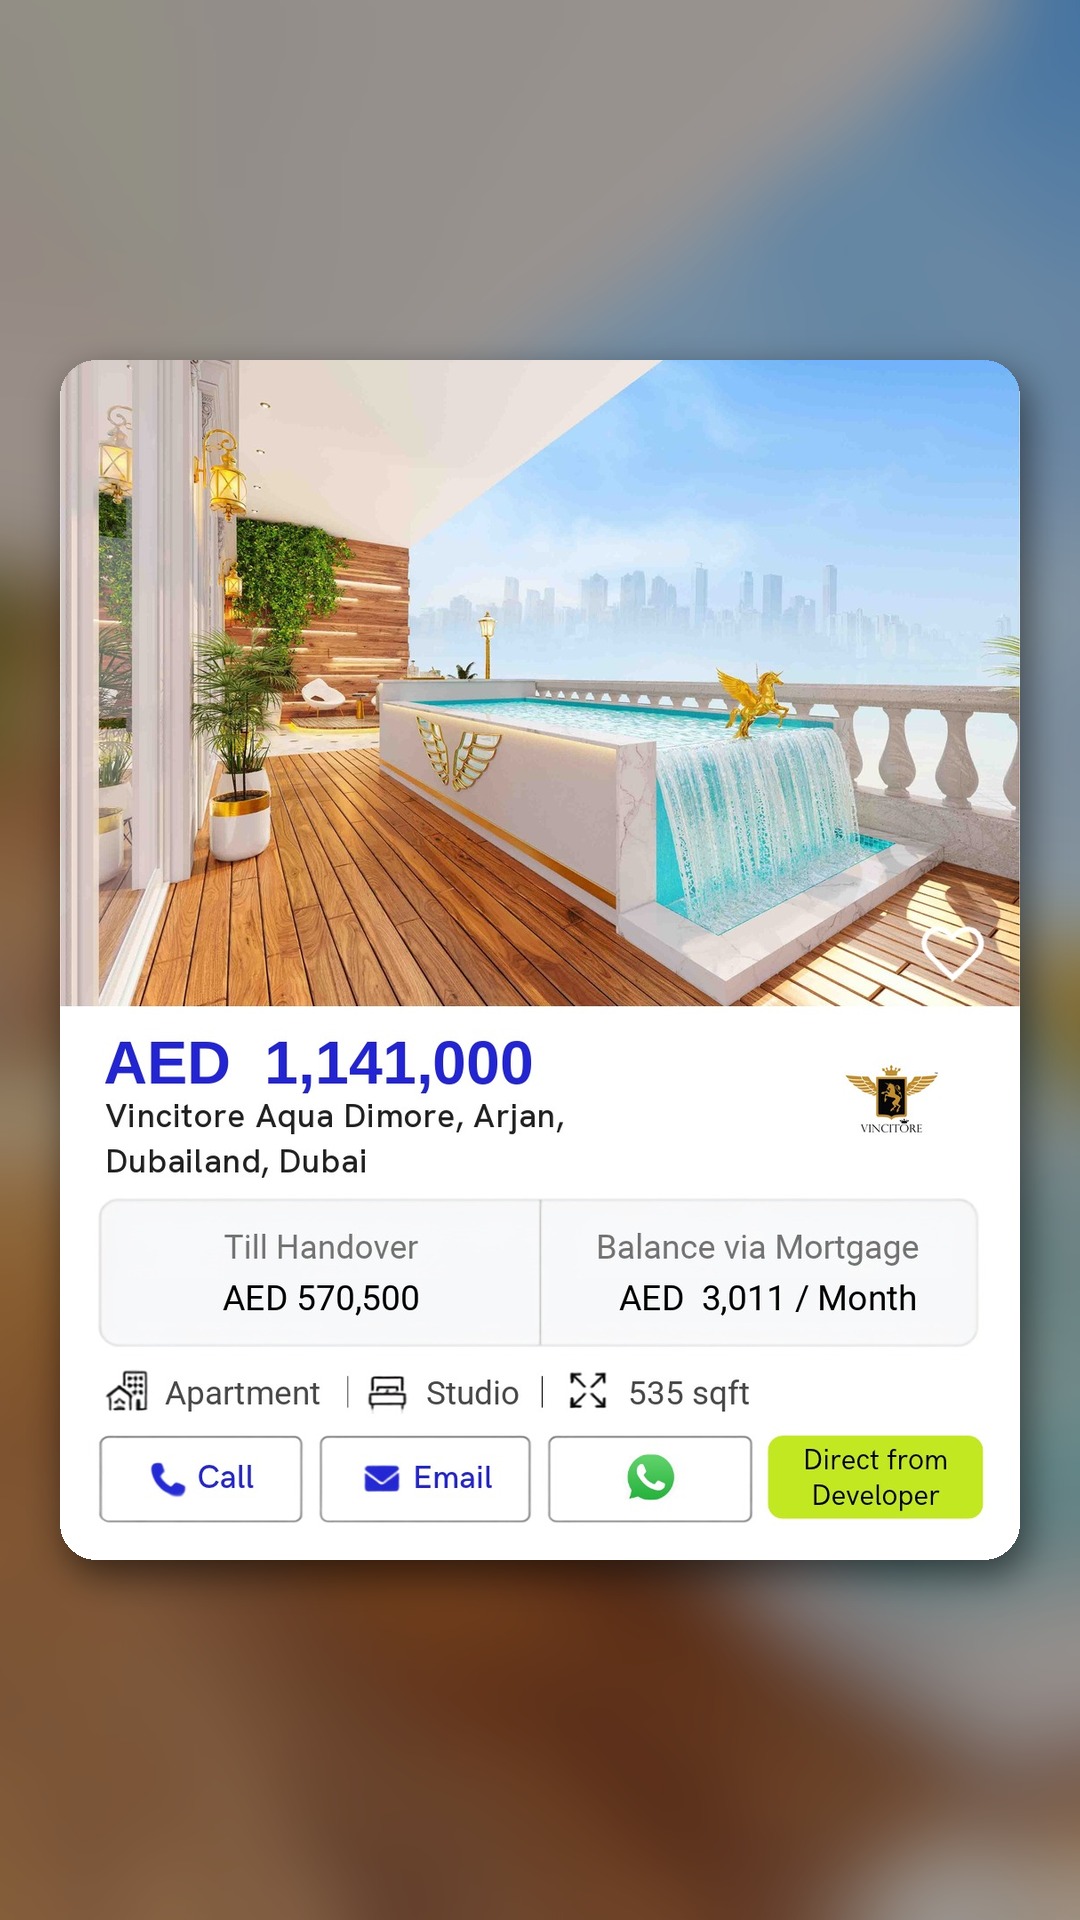 AED 1,141,000
Vincitore Aqua Dimore, Arjan,
Dubailand, Dubai
VINCITORE
Till Handover
AED 570,500
Balance via Mortgage
AED 3,011 / Month
Apartment
Studio
535 sqft
Call
Email
Direct from
Developer